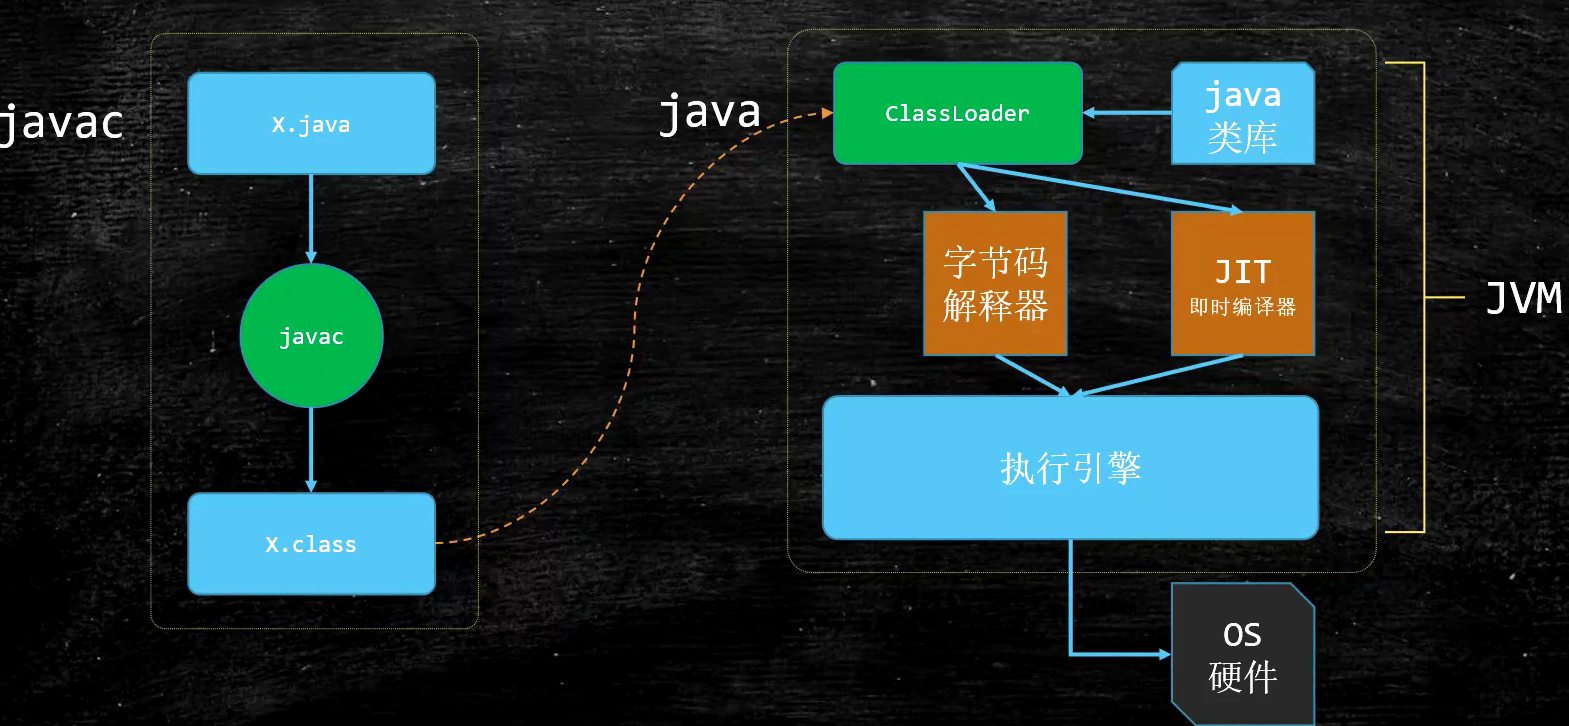 javac
X.java
javac
X.class
java
ClassLoader
java
类库
字节码
解释器
JIT
即时编译器
执行引擎
JVM
OS
硬件